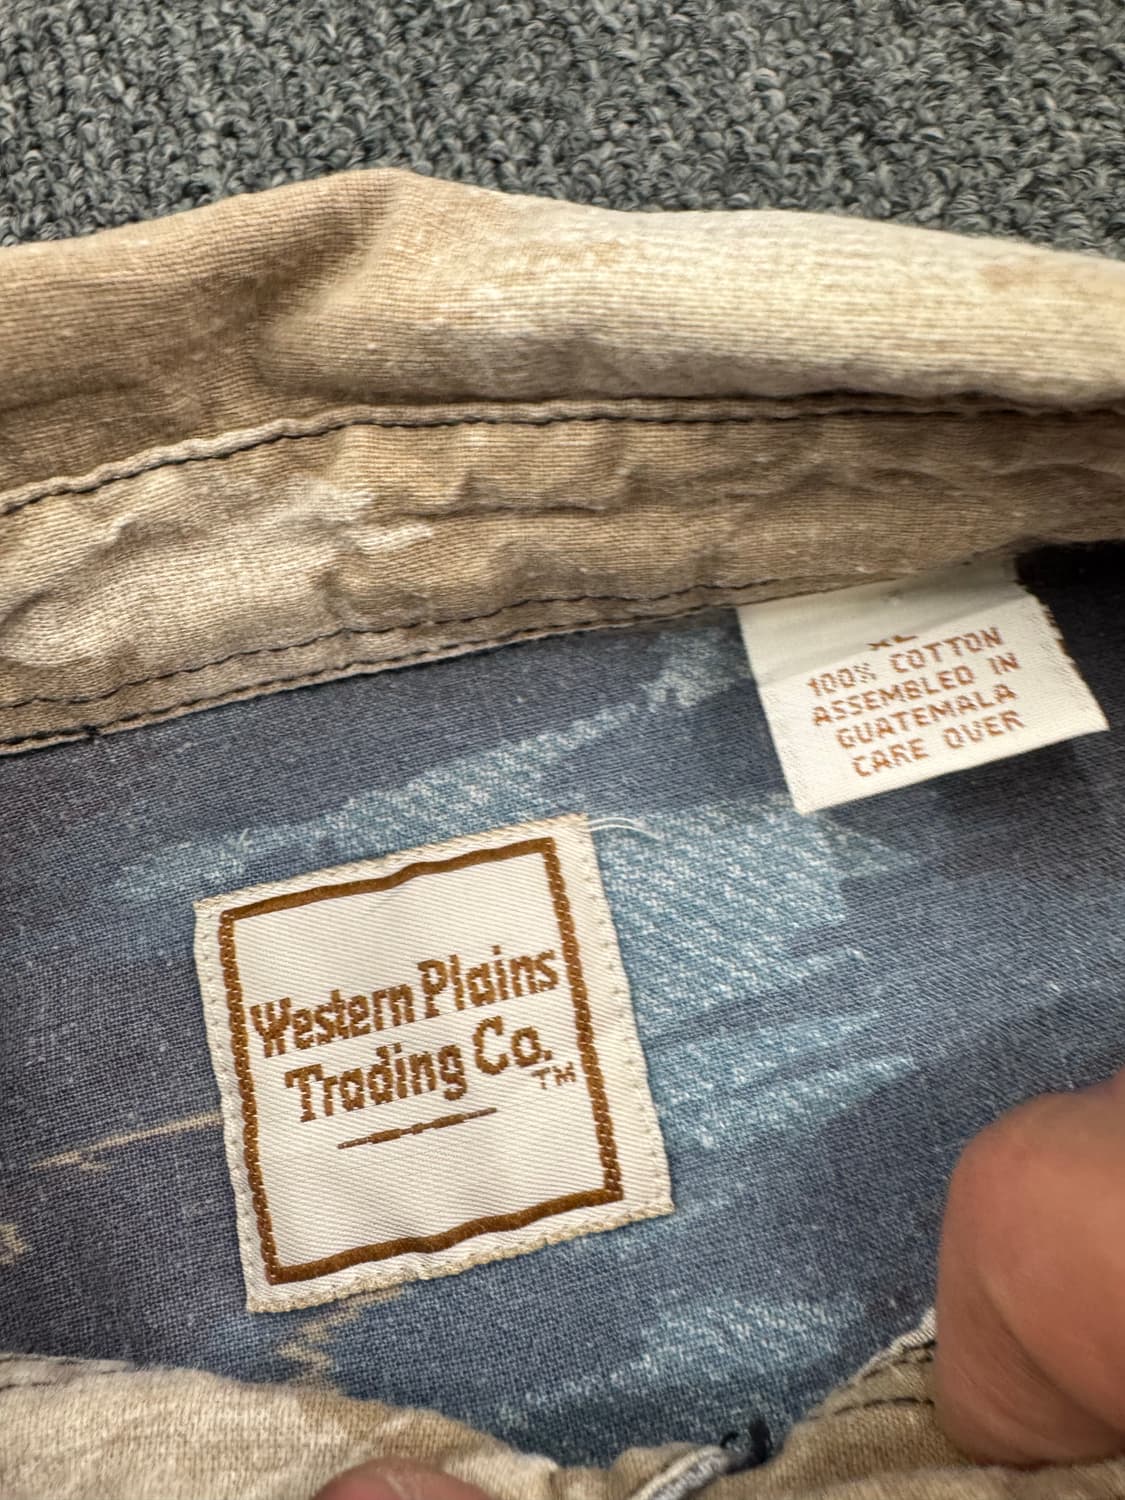 XL
100% COTTON
ASSEMBLED IN
GUATEMALA
CARE OVER
Western Plains
Trading Co.™